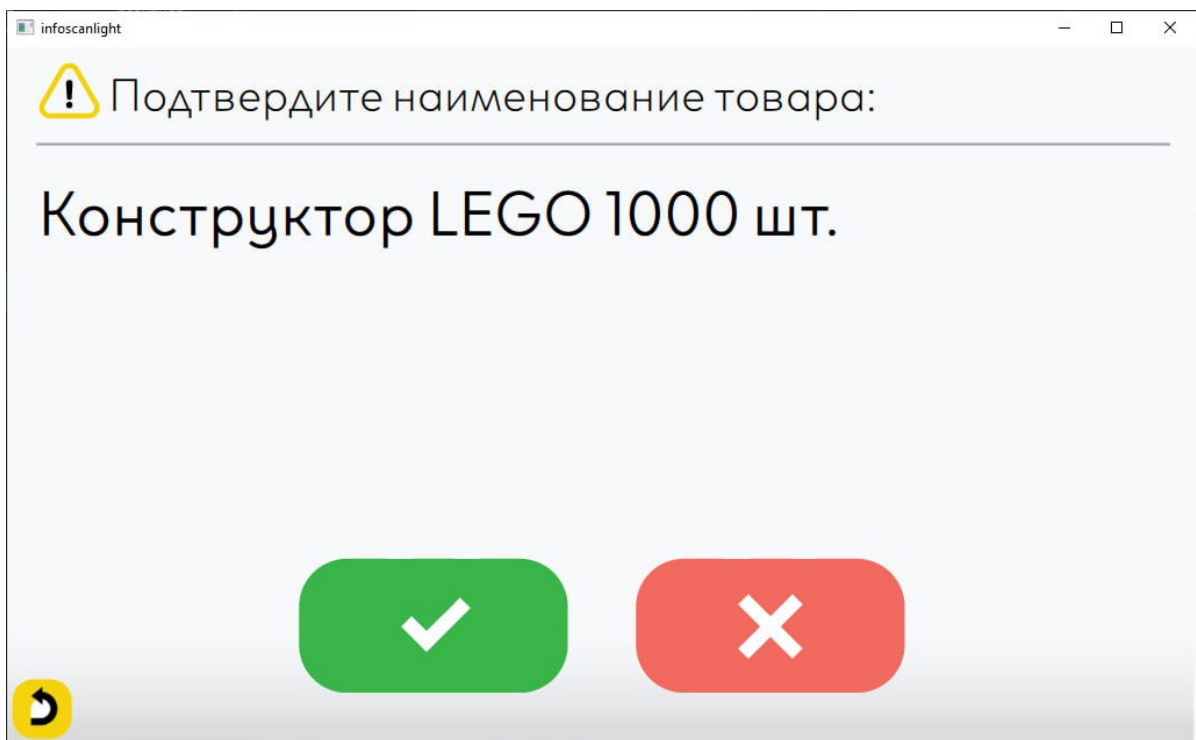 infoscanlight
Подтвердите наименование товара:
Конструктор LEGO 1000 шт.